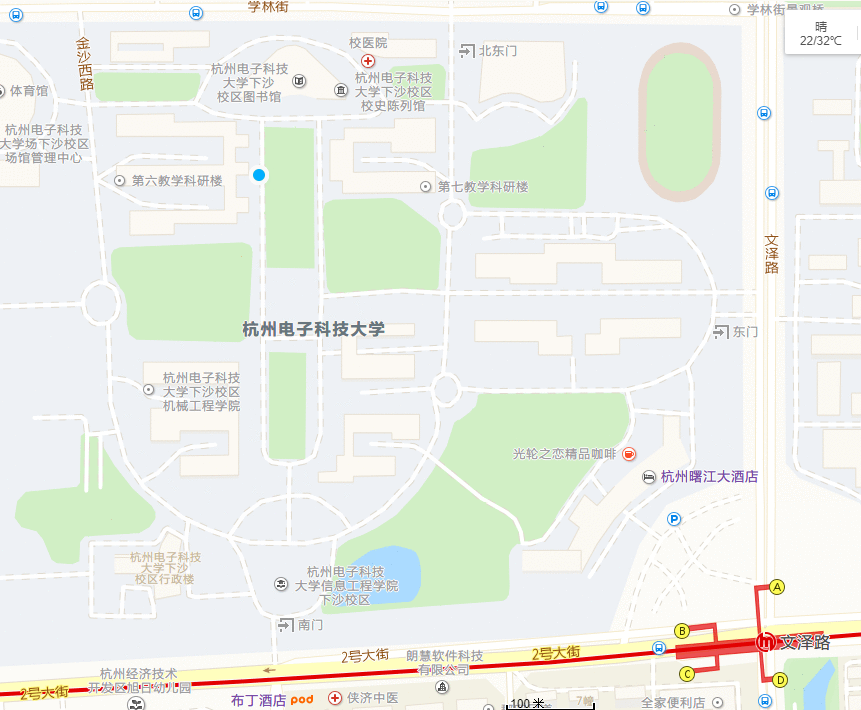 学林街
学林街景观桥
晴
22/32℃
金沙西路
校医院
北东门
体育馆
杭州电子科技
大学下沙
校区图书馆
杭州电子科技
大学下沙校区
校史陈列馆
杭州电子科技
大学场下沙校区
场馆管理中心
第六教学科研楼
第七教学科研楼
文泽路
杭州电子科技大学
东门
杭州电子科技
大学下沙校区
机械工程学院
光轮之恋精品咖啡
杭州曙江大酒店
P
杭州电子科技
大学下沙
校区行政楼
杭州电子科技
大学信息工程学院
下沙校区
A
南门
B
文泽路
2号大街
2号大街
朗慧软件科技
有限公司
C
D
杭州经济技术
开发区旭日幼儿园
2号大街
布丁酒店 pod
侠济中医
100 米
7幢
全家便利店